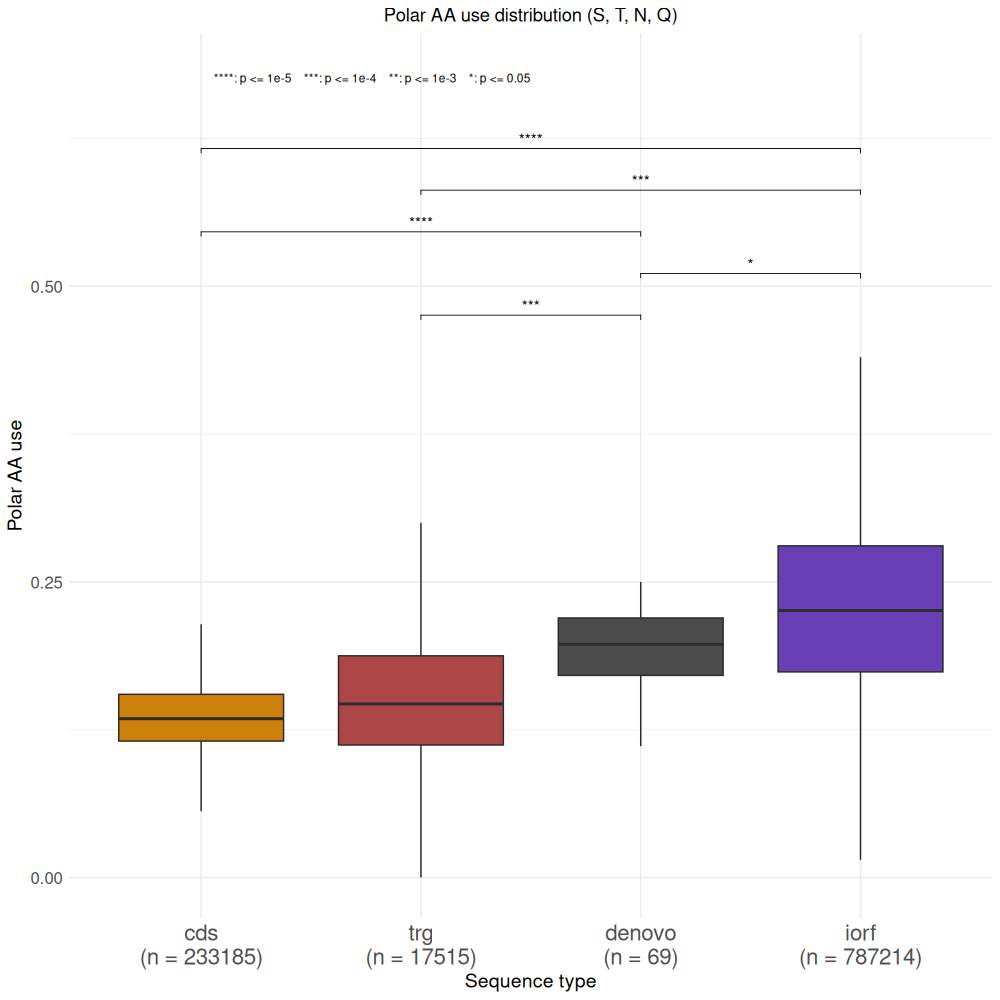 Polar AA use distribution (S, T, N, Q)
****: p <= 1e-5 ***: p <= 1e-4 **: p <= 1e-3 *: p <= 0.05
****
***
****
*
***
0.50
0.25
0.00
Polar AA use
cds trg denovo iorf
(n = 233185) (n = 17515) (n = 69) (n = 787214)
Sequence type